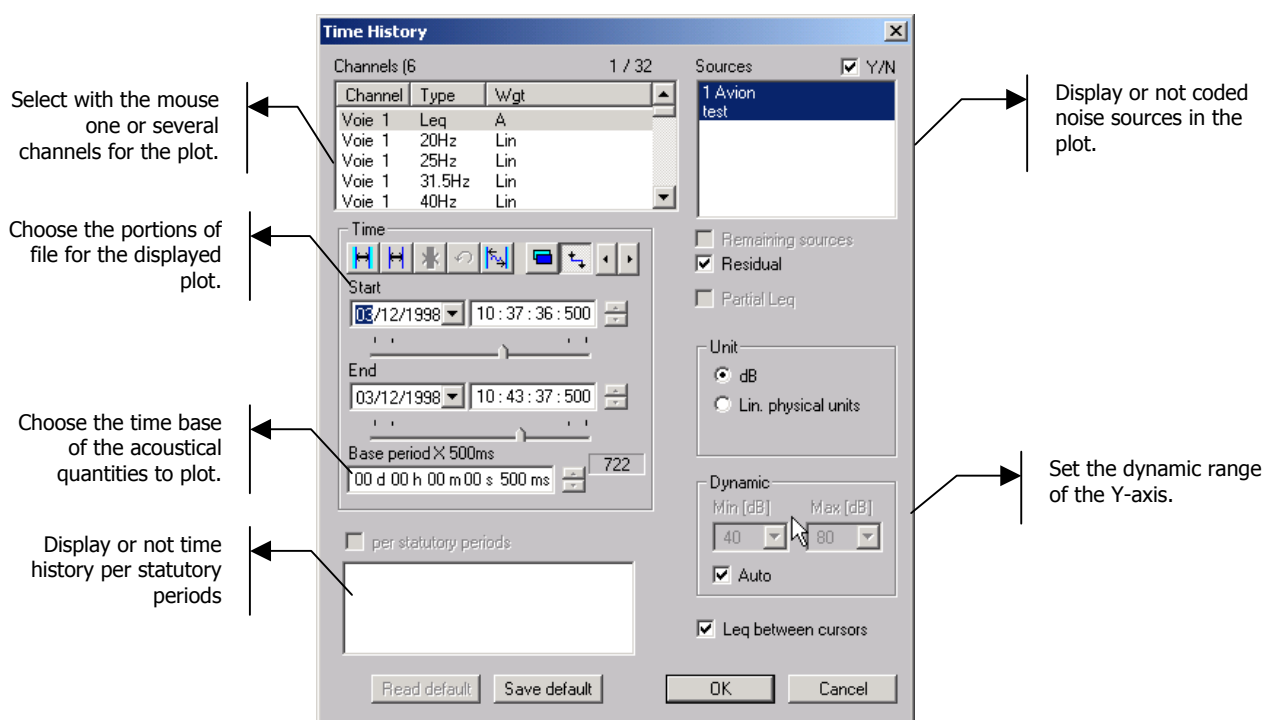 Time History
Channels (6 1 / 32
Channel Type Wgt
Voie 1 Leq A
Voie 1 20Hz Lin
Voie 1 25Hz Lin
Voie 1 31.5Hz Lin
Voie 1 40Hz Lin
Sources Y/N
1 Avion
test
Remaining sources
Residual
Partial Leq
Time
Start
03/12/1998 10 : 37 : 36 : 500
End
03/12/1998 10 : 43 : 37 : 500
Base period X 500ms
722
00 d 00 h 00 m 00 s 500 ms
Unit
dB
Lin. physical units
Dynamic
Min [dB] Max [dB]
40 80
Auto
per statutory periods
Leq between cursors
Read default Save default OK Cancel
Select with the mouse
one or several
channels for the plot.
Choose the portions of
file for the displayed
plot.
Choose the time base
of the acoustical
quantities to plot.
Display or not time
history per statutory
periods
Display or not coded
noise sources in the
plot.
Set the dynamic range
of the Y-axis.